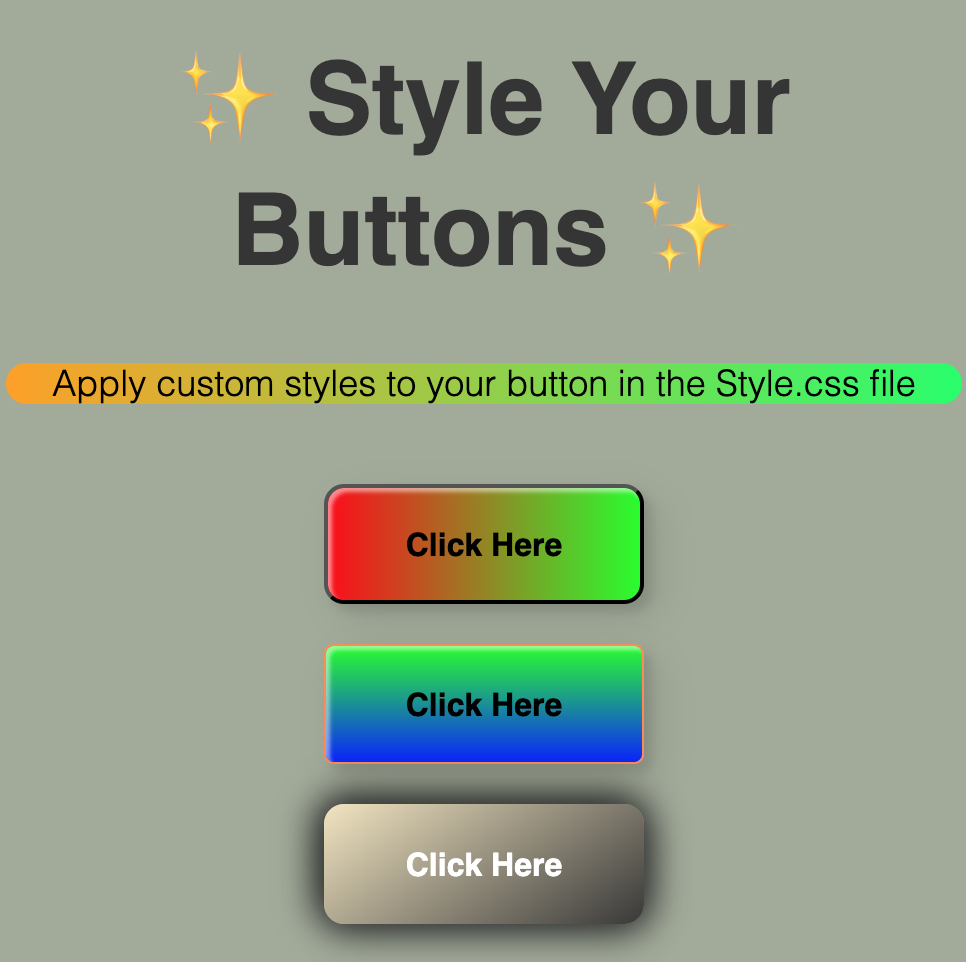 ✨ Style Your
Buttons ✨
Apply custom styles to your button in the Style.css file
Click Here
Click Here
Click Here